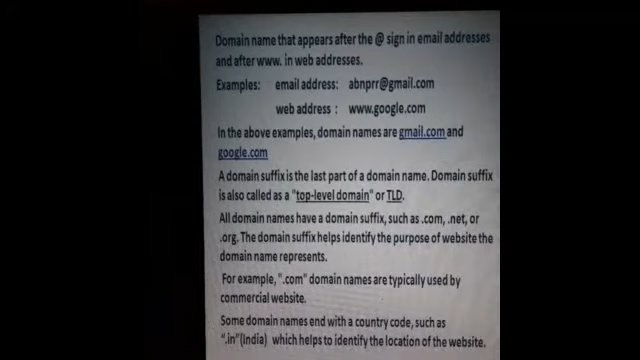 Domain name that appears after the @ sign in email addresses
and after www. in web addresses.
Examples: email address: abnprr@gmail.com
web address : www.google.com
In the above examples, domain names are gmail.com and
google.com
A domain suffix is the last part of a domain name. Domain suffix
is also called as a "top-level domain" or TLD.
All domain names have a domain suffix, such as .com, .net, or
.org. The domain suffix helps identify the purpose of website the
domain name represents.
For example, ".com" domain names are typically used by
commercial website.
Some domain names end with a country code, such as
".in"(India) which helps to identify the location of the website.